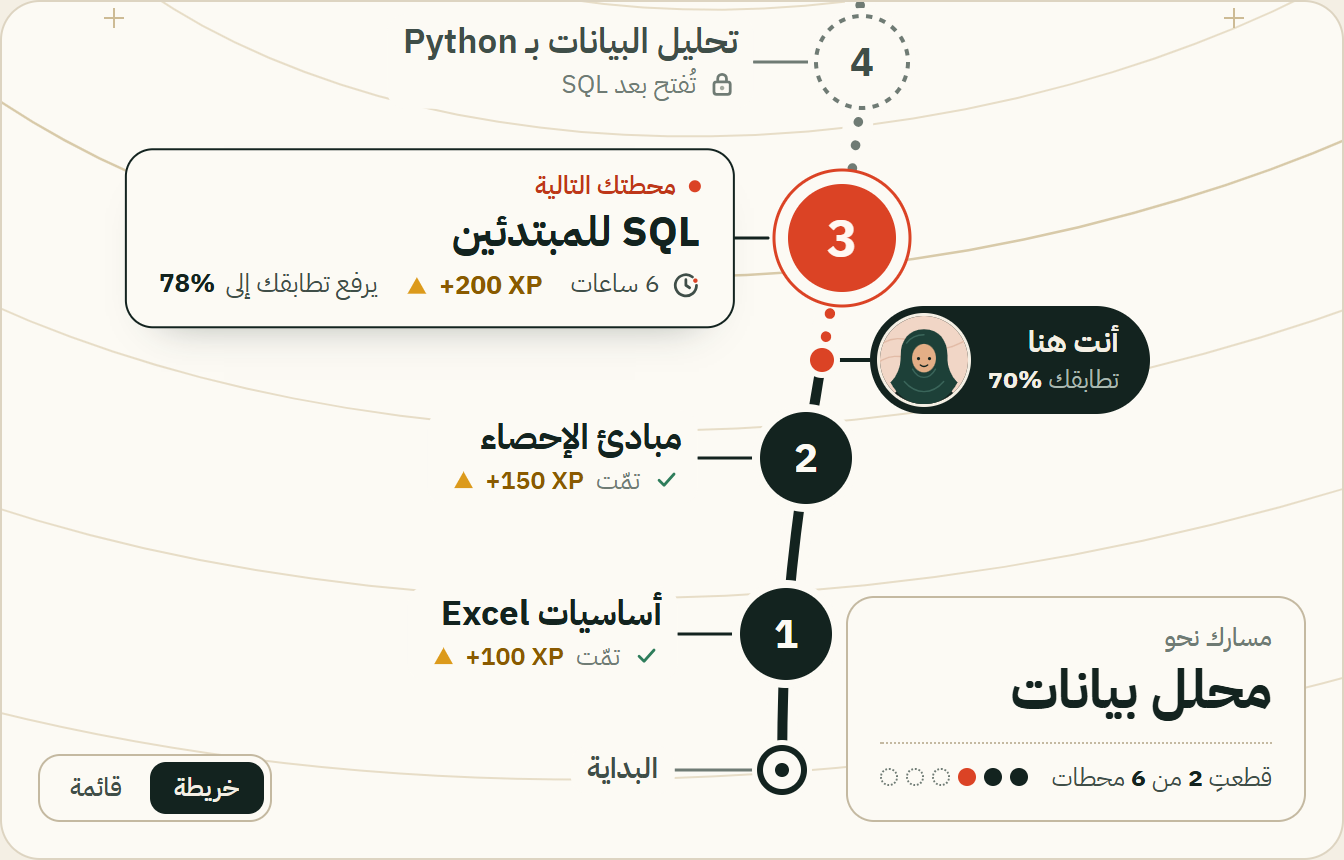 4
تحليل البيانات بـ Python
تُفتح بعد SQL
3
محطتك التالية
SQL للمبتدئين
6 ساعات +200 XP يرفع تطابقك إلى 78%
أنت هنا
تطابقك 70%
2
مبادئ الإحصاء
تمّت +150 XP
1
أساسيات Excel
تمّت +100 XP
البداية
مسارك نحو
محلل بيانات
قطعتِ 2 من 6 محطات
خريطة
قائمة